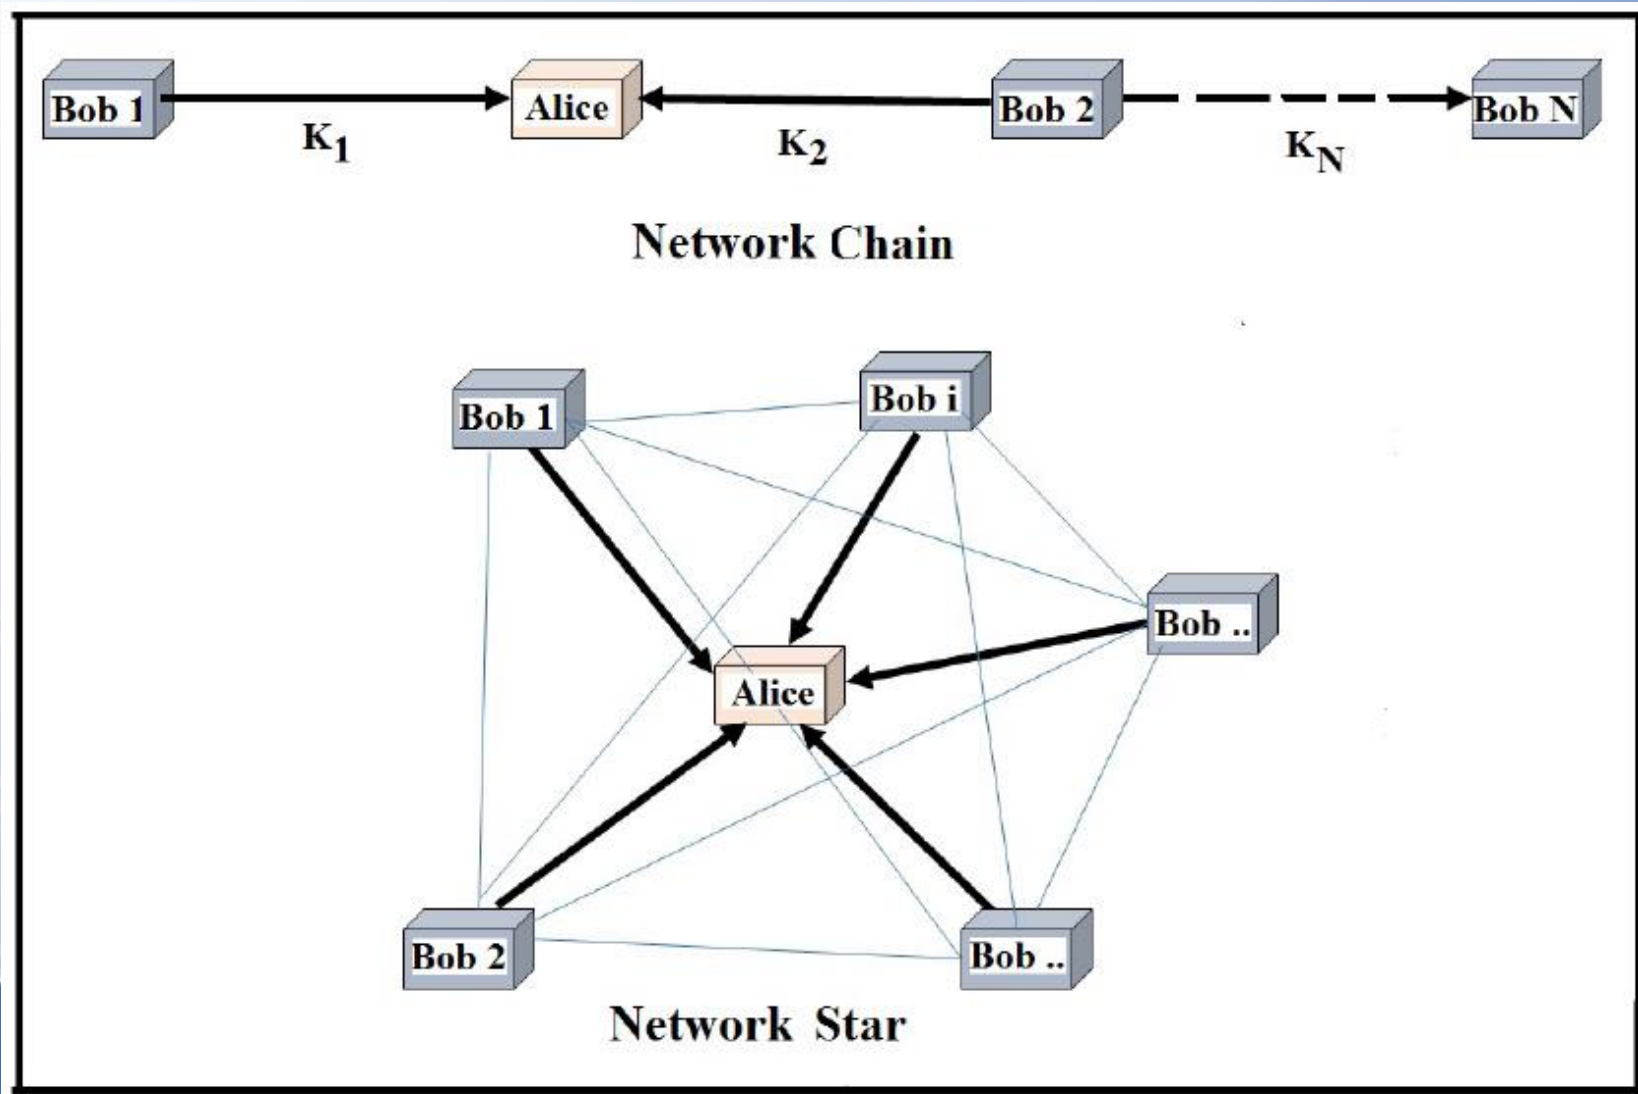 Bob 1
Alice
Bob 2
Bob N
K1
K2
KN
Network Chain
Bob 1
Bob i
Bob ..
Alice
Bob 2
Bob ..
Network Star